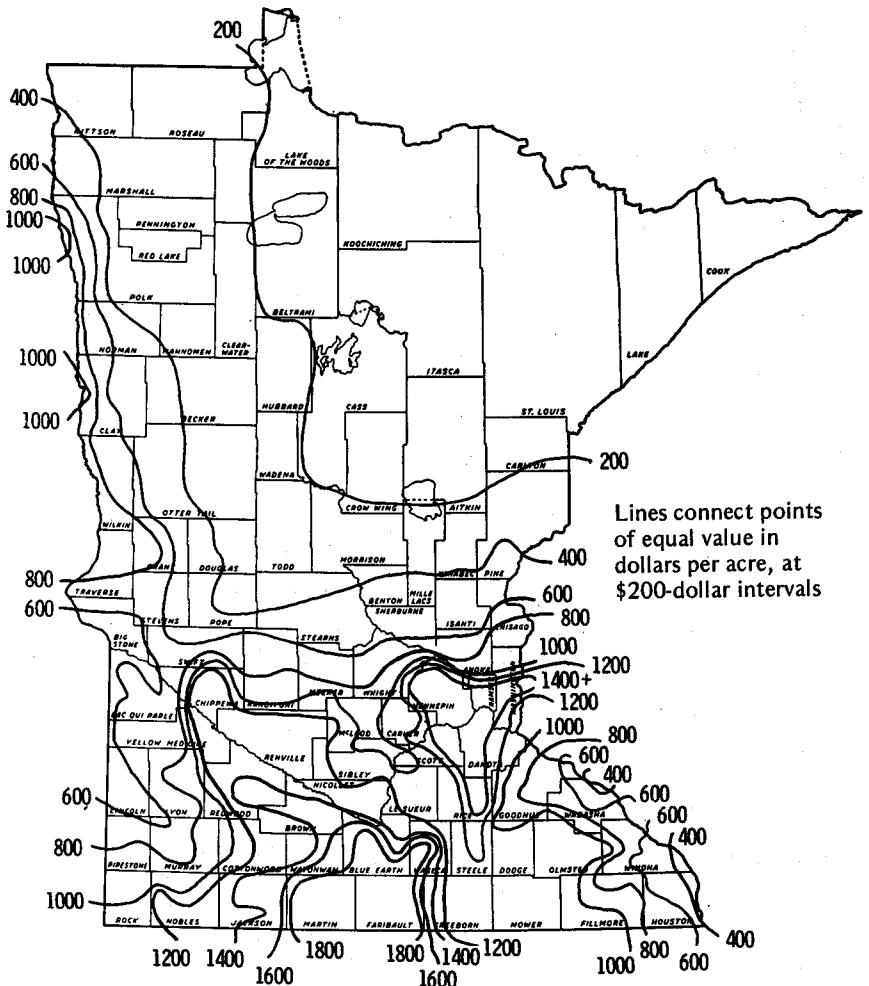 200
400
KITTSON
ROSEAU
600
LAKE
OF THE WOODS
800
MARSHALL
1000
PENNINGTON
KOOCHICHING
RED LAKE
1000
COOK
POLK
BELTRAMI
NORMAN
MAHNOMEN
CLEAR-
WATER
1000
LAKE
ITASCA
HUBBARD
CASS
1000
BECKER
ST. LOUIS
CLAY
CARLTON
200
WADENA
CROW WING
AITKIN
OTTER TAIL
WILKIN
Lines connect points
of equal value in
dollars per acre, at
$200-dollar intervals
400
MORRISON
800
GRANT
DOUGLAS
TODD
KANABEC
PINE
TRAVERSE
MILLE
LACS
BENTON
600
600
SHERBURNE
STEVENS
POPE
ISANTI
CHISAGO
800
BIG
STONE
STEARNS
1000
SWIFT
ANOKA
1200
1400+
CHIPPEWA
KANDIYOHI
MEEKER
WRIGHT
HENNEPIN
RAMSEY
WASHINGTON
1200
LAC QUI PARLE
McLEOD
CARVER
1000
800
YELLOW MEDICINE
RENVILLE
SCOTT
DAKOTA
600
SIBLEY
400
NICOLLET
600
600
LINCOLN
LYON
REDWOOD
LE SUEUR
RICE
GOODHUE
WABASHA
600
BROWN
400
800
PIPESTONE
MURRAY
COTTONWOOD
WATONWAN
BLUE EARTH
WASECA
STEELE
DODGE
OLMSTED
WINONA
1000
ROCK
NOBLES
JACKSON
MARTIN
FARIBAULT
FREEBORN
MOWER
FILLMORE
HOUSTON
1200
1400
1600
1800
1800
1600
1400
1200
1000
800
600
400